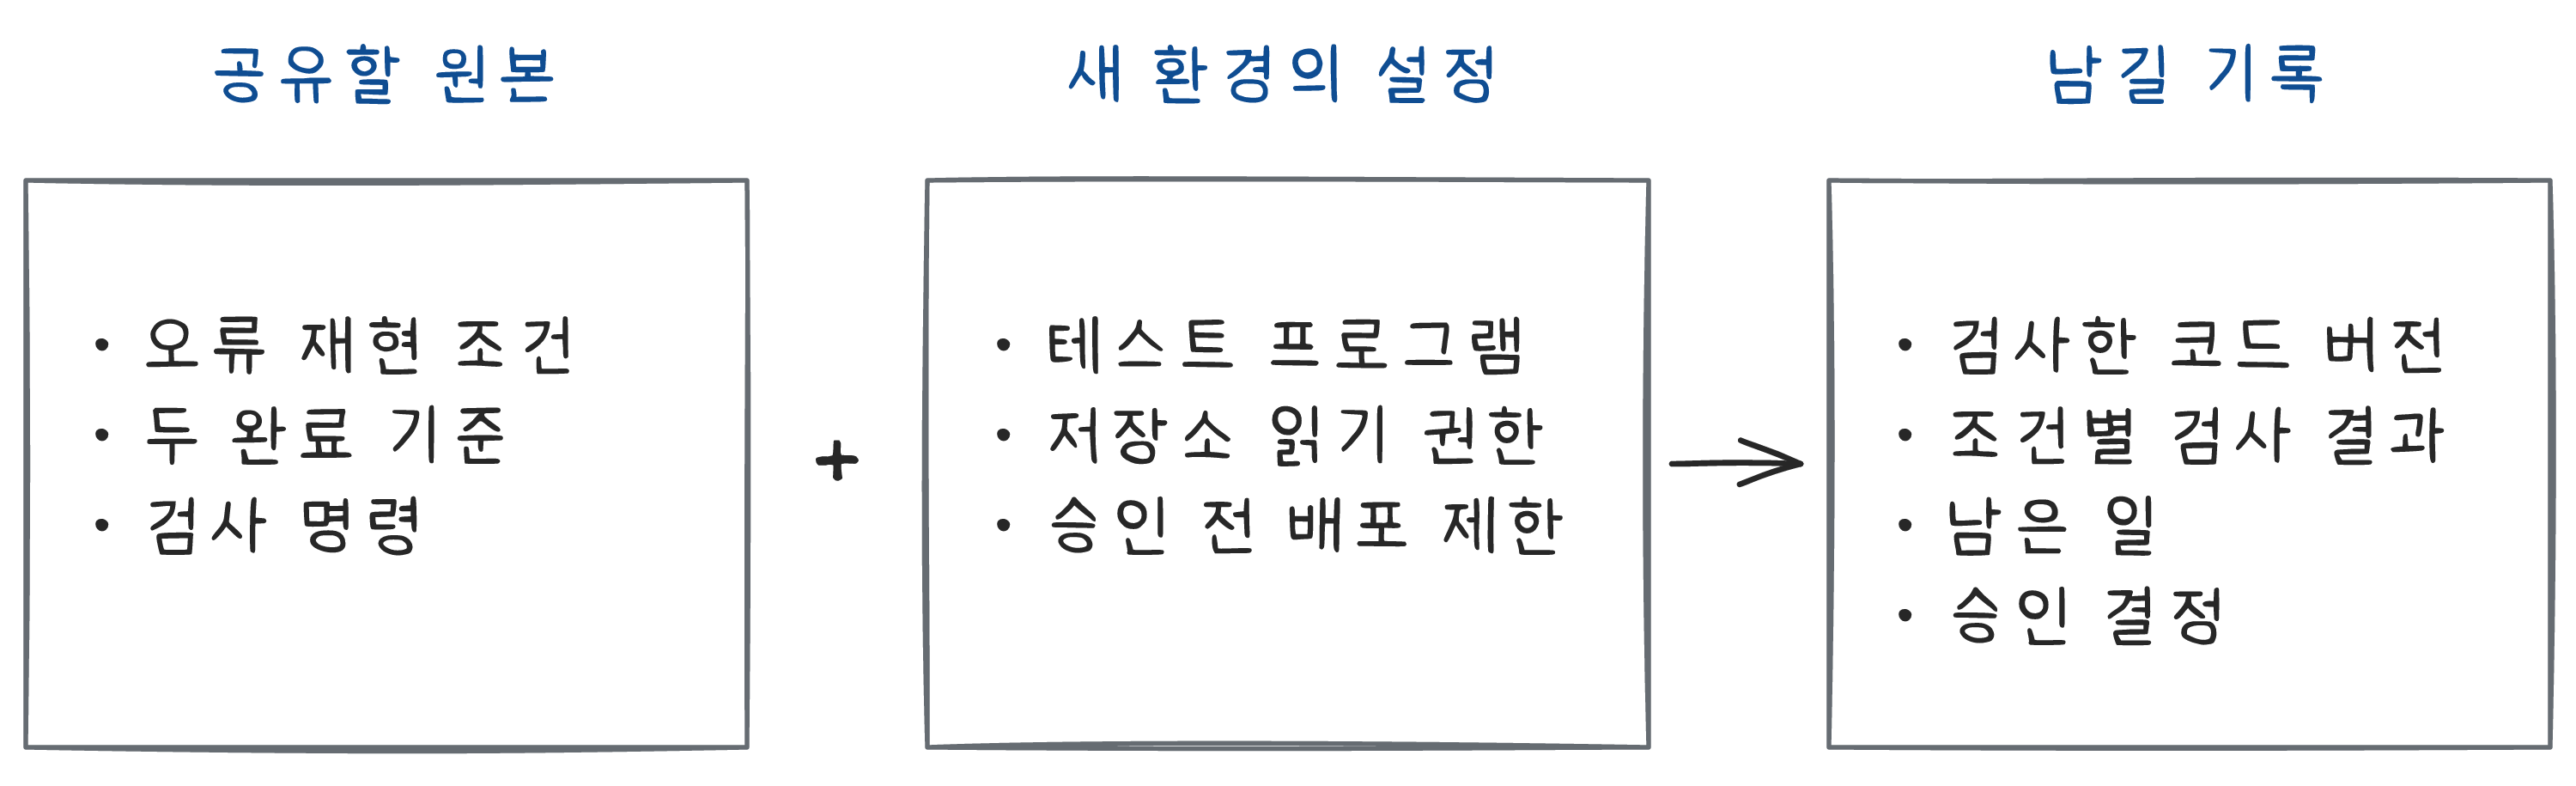 공유할 원본
• 오류 재현 조건
• 두 완료 기준
• 검사 명령
+
새 환경의 설정
• 테스트 프로그램
• 저장소 읽기 권한
• 승인 전 배포 제한
남길 기록
• 검사한 코드 버전
• 조건별 검사 결과
• 남은 일
• 승인 결정